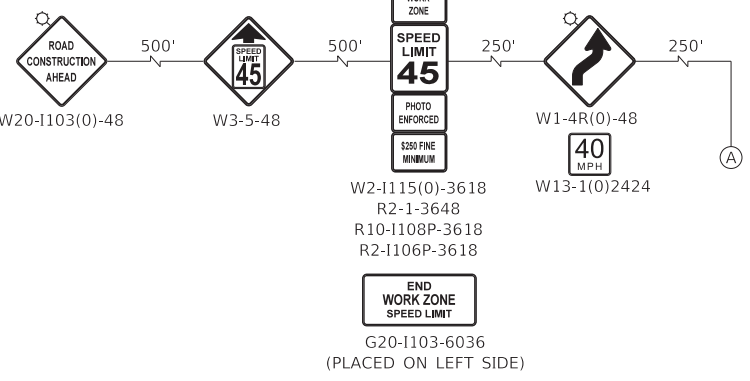 WORK
ZONE
ROAD
CONSTRUCTION
AHEAD
500'
SPEED
LIMIT
45
500'
SPEED
LIMIT
45
250'
250'
PHOTO
ENFORCED
$250 FINE
MINIMUM
W20-I103(0)-48
W3-5-48
W1-4R(0)-48
40
MPH
A
W13-1(0)2424
W2-I115(0)-3618
R2-1-3648
R10-I108P-3618
R2-I106P-3618
END
WORK ZONE
SPEED LIMIT
G20-I103-6036
(PLACED ON LEFT SIDE)